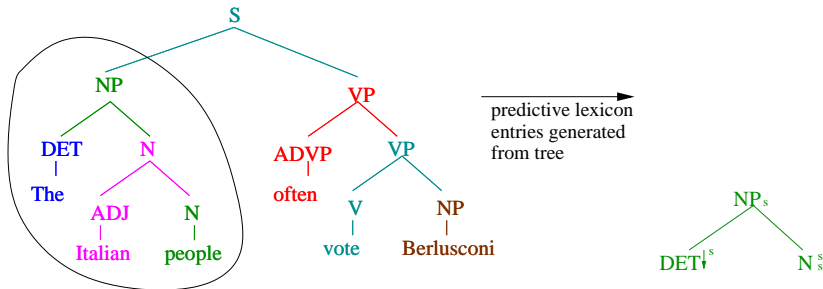 S
NP VP
DET N ADVP VP
The often
ADJ N V NP
Italian people vote Berlusconi
predictive lexicon
entries generated
from tree
NPs
DET↓s Nss